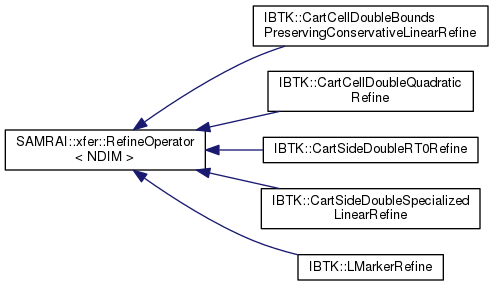 IBTK::CartCellDoubleBounds
PreservingConservativeLinearRefine
IBTK::CartCellDoubleQuadratic
Refine
SAMRAI::xfer::RefineOperator
< NDIM >
IBTK::CartSideDoubleRT0Refine
IBTK::CartSideDoubleSpecialized
LinearRefine
IBTK::LMarkerRefine